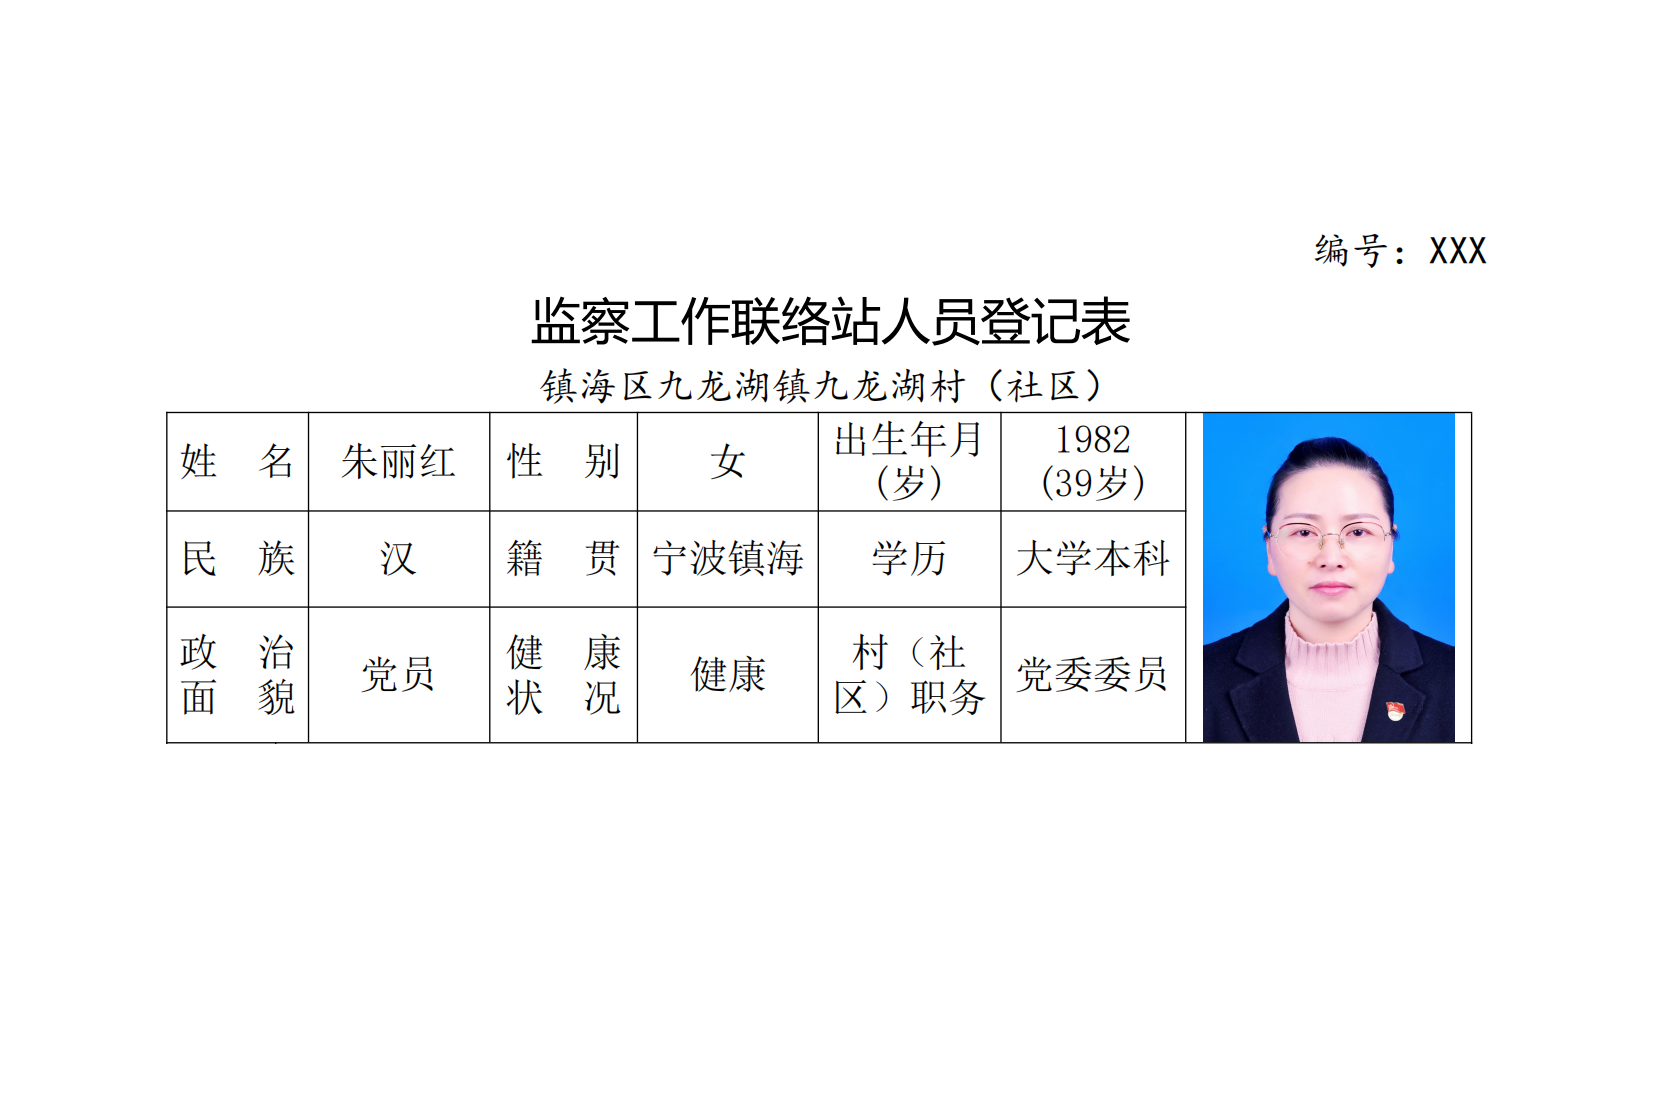 编号：XXX
监察工作联络站人员登记表
镇海区九龙湖镇九龙湖村（社区）
姓 名 朱丽红 性 别 女 出生年月（岁） 1982（39岁）
民 族 汉 籍 贯 宁波镇海 学历 大学本科
政 治 面 貌 党员 健 康 状 况 健康 村（社区）职务 党委委员